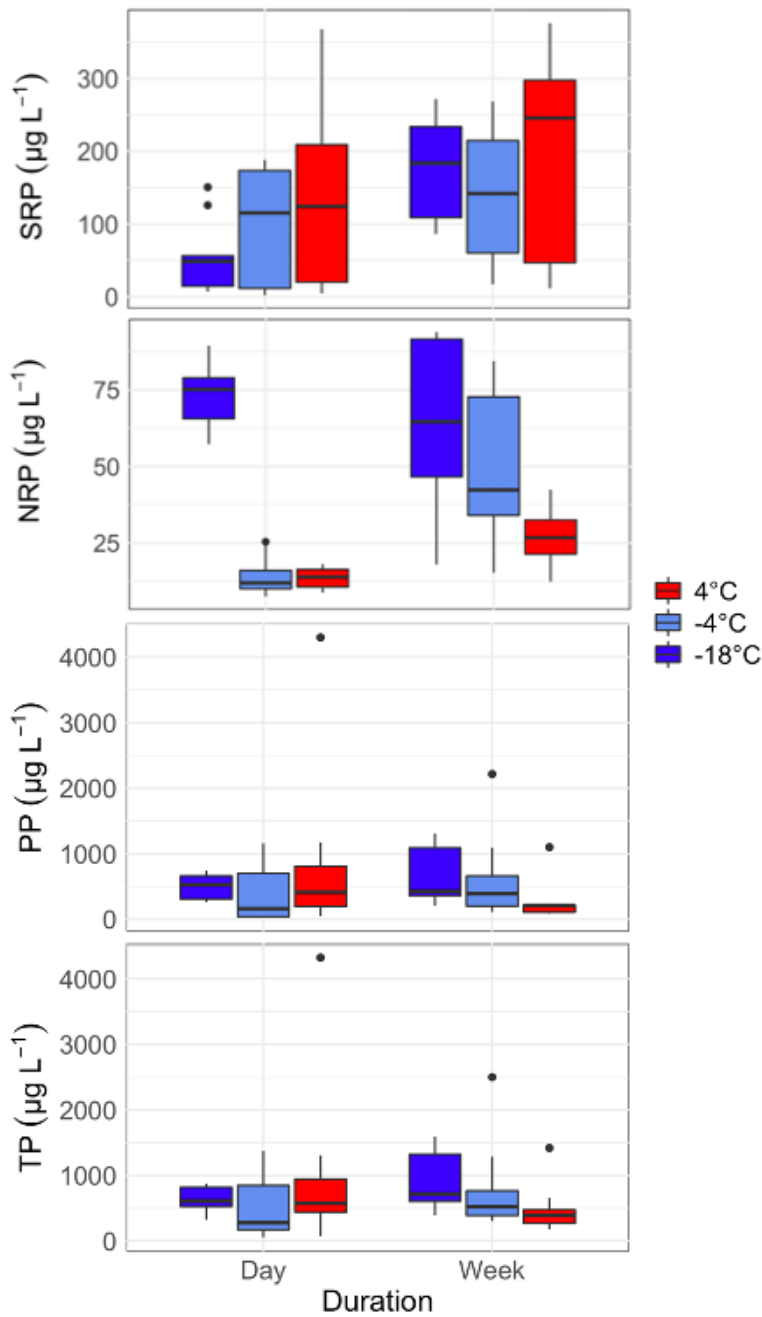 SRP (µg L⁻¹)
300
200
100
0
NRP (µg L⁻¹)
75
50
25
PP (µg L⁻¹)
4000
3000
2000
1000
0
TP (µg L⁻¹)
4000
3000
2000
1000
0
Day Week
Duration
4°C
-4°C
-18°C